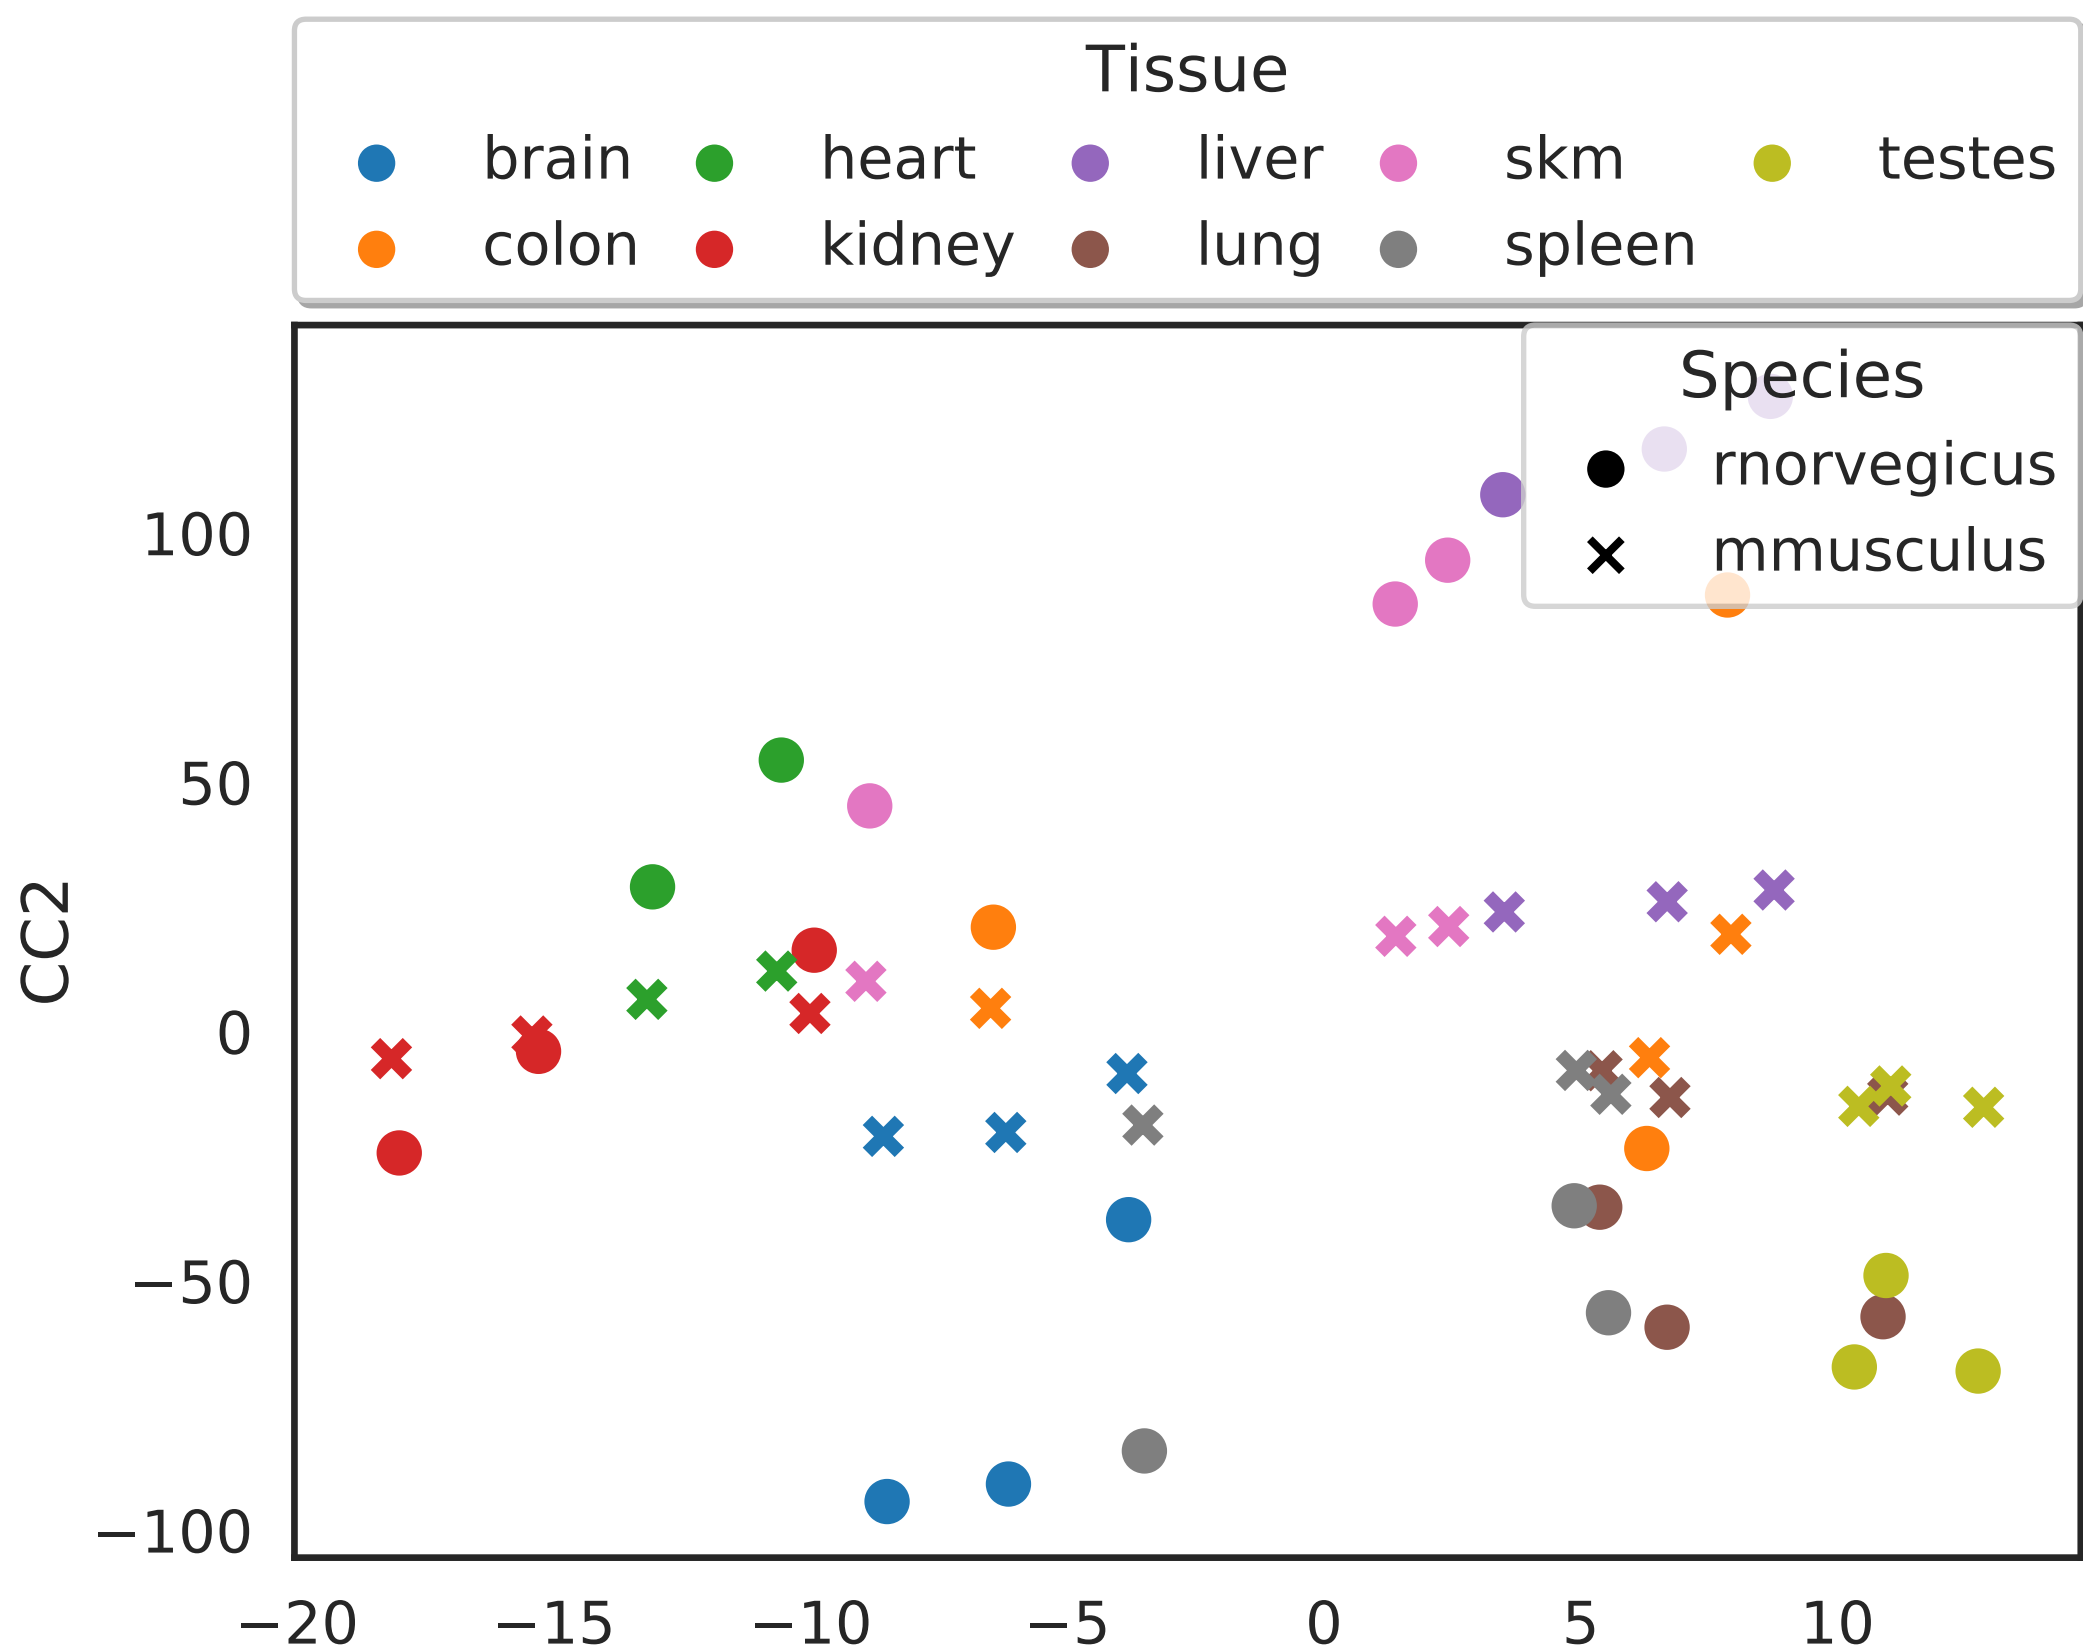 Tissue
brain heart liver skm testes
colon kidney lung spleen
Species
rnorvegicus
mmusculus
100
50
0
−50
−100
CC2
−20 −15 −10 −5 0 5 10